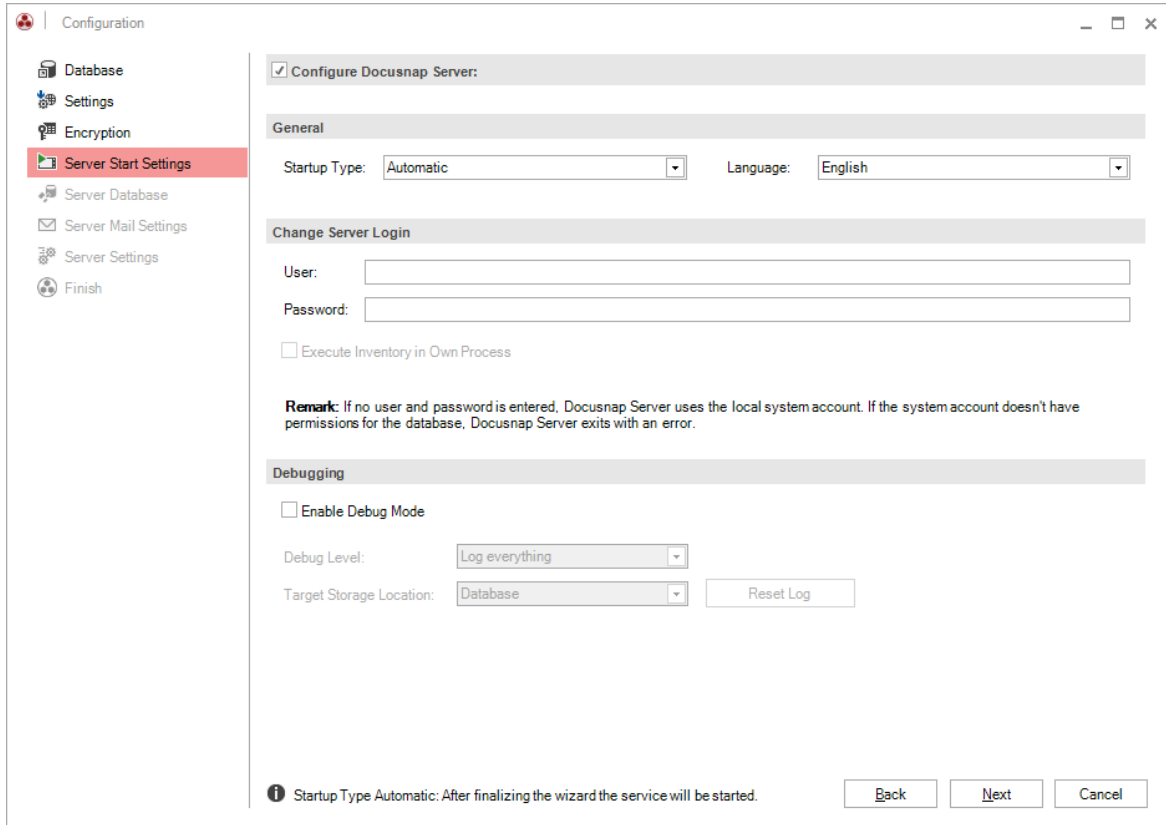 Configuration
Database
Settings
Encryption
Server Start Settings
Server Database
Server Mail Settings
Server Settings
Finish
Configure Docusnap Server:
General
Startup Type: Automatic Language: English
Change Server Login
User:
Password:
Execute Inventory in Own Process
Remark: If no user and password is entered, Docusnap Server uses the local system account. If the system account doesn't have
permissions for the database, Docusnap Server exits with an error.
Debugging
Enable Debug Mode
Debug Level: Log everything
Target Storage Location: Database Reset Log
Startup Type Automatic: After finalizing the wizard the service will be started. Back Next Cancel